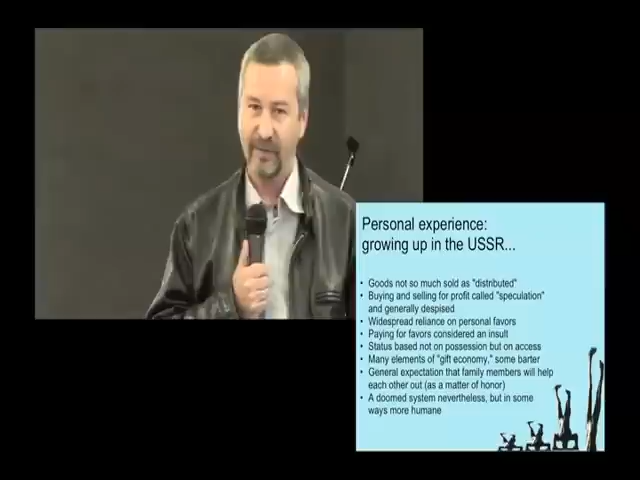 Personal experience:
growing up in the USSR...
• Goods not so much sold as "distributed"
• Buying and selling for profit called "speculation"
and generally despised
• Widespread reliance on personal favors
• Paying for favors considered an insult
• Status based not on possession but on access
• Many elements of "gift economy," some barter
• General expectation that family members will help
each other out (as a matter of honor)
• A doomed system nevertheless, but in some
ways more humane